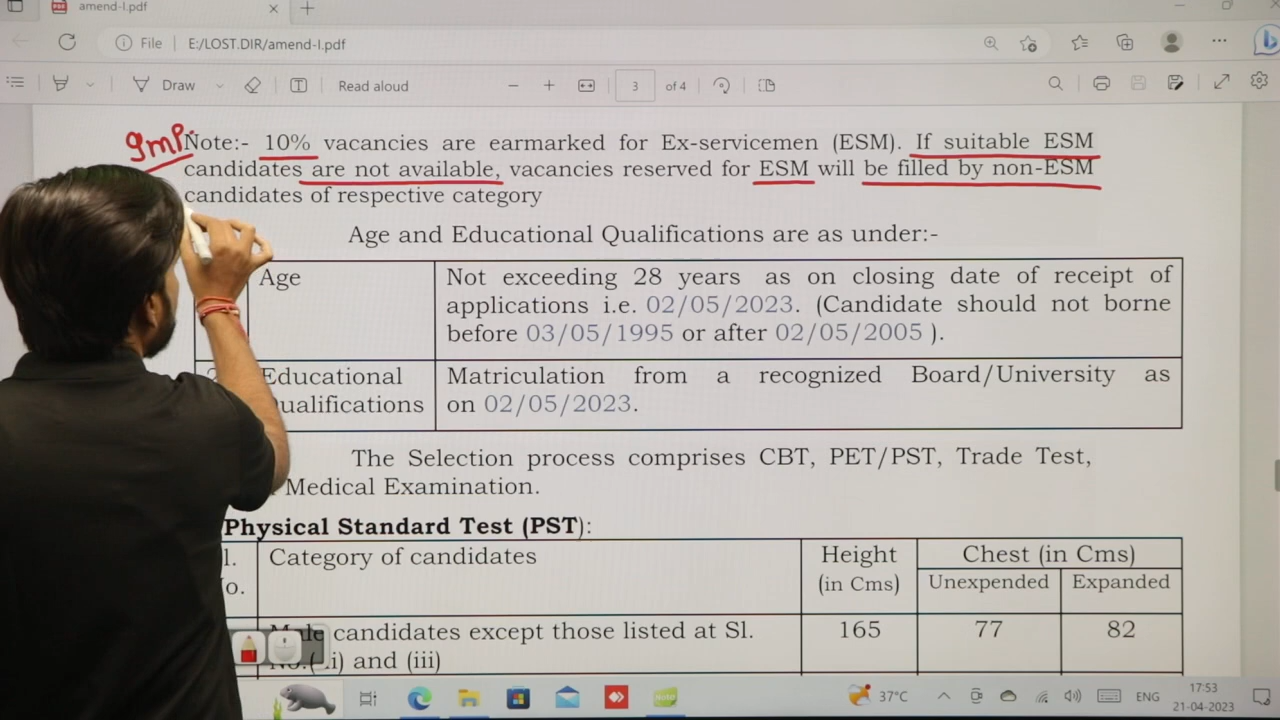 amend-l.pdf
File E:/LOST.DIR/amend-l.pdf
Draw Read aloud 3 of 4
Imp. Note:- 10% vacancies are earmarked for Ex-servicemen (ESM). If suitable ESM
candidates are not available, vacancies reserved for ESM will be filled by non-ESM
candidates of respective category
Age and Educational Qualifications are as under:-
Age Not exceeding 28 years as on closing date of receipt of
applications i.e. 02/05/2023. (Candidate should not borne
before 03/05/1995 or after 02/05/2005 ).
Educational Matriculation from a recognized Board/University as
ualifications on 02/05/2023.
The Selection process comprises CBT, PET/PST, Trade Test,
Medical Examination.
Physical Standard Test (PST):
l. Category of candidates Height Chest (in Cms)
o. (in Cms) Unexpended Expanded
Male candidates except those listed at Sl. 165 77 82
i) and (iii)
37°C ENG 17:53
21-04-2023